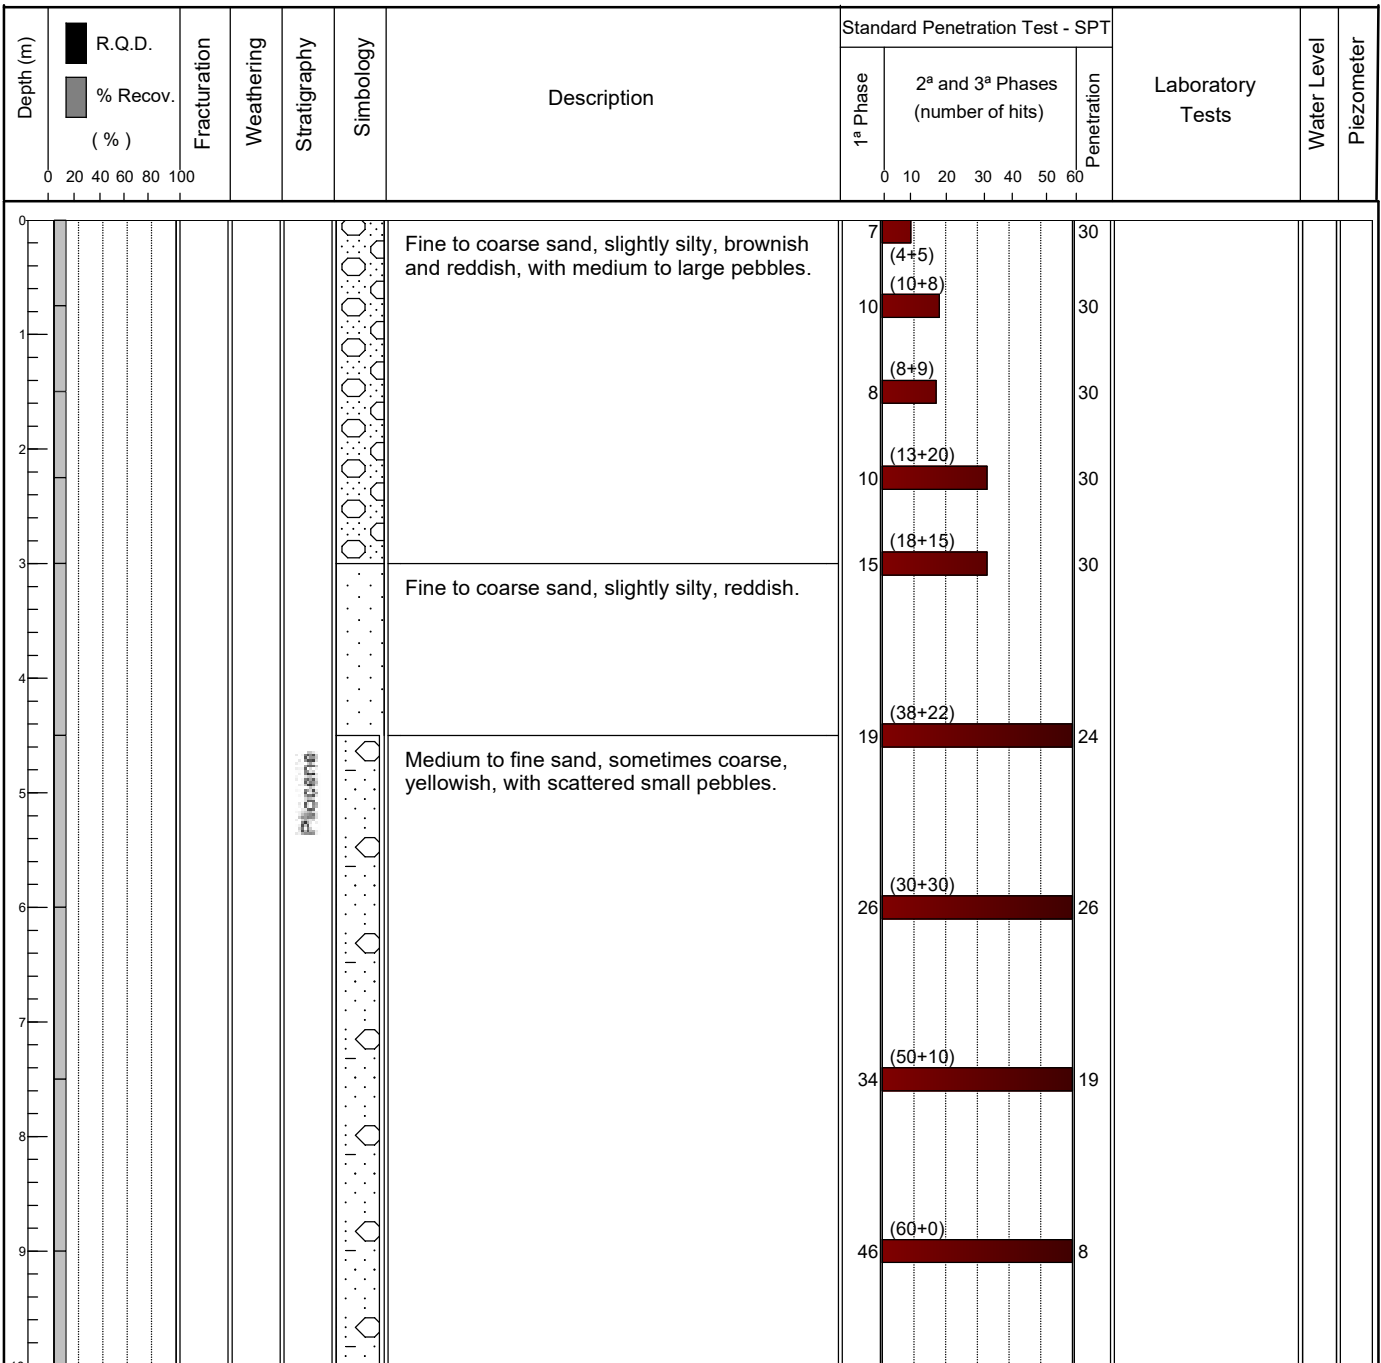 Depth (m)
R.Q.D.
% Recov.
( % )
0 20 40 60 80 100
Fracturation
Weathering
Stratigraphy
Simbology
Description
Standard Penetration Test - SPT
1ª Phase
2ª and 3ª Phases
(number of hits)
0 10 20 30 40 50 60
Penetration
Laboratory
Tests
Water Level
Piezometer
0
Fine to coarse sand, slightly silty, brownish
and reddish, with medium to large pebbles.
7 30
(4+5)
(10+8)
10 30
1
(8+9)
8 30
2
(13+20)
10 30
(18+15)
3
15 30
Fine to coarse sand, slightly silty, reddish.
4
(38+22)
19 24
Medium to fine sand, sometimes coarse,
yellowish, with scattered small pebbles.
Pliocene
5
(30+30)
6
26 26
7
(50+10)
34 19
8
(60+0)
9
46 8